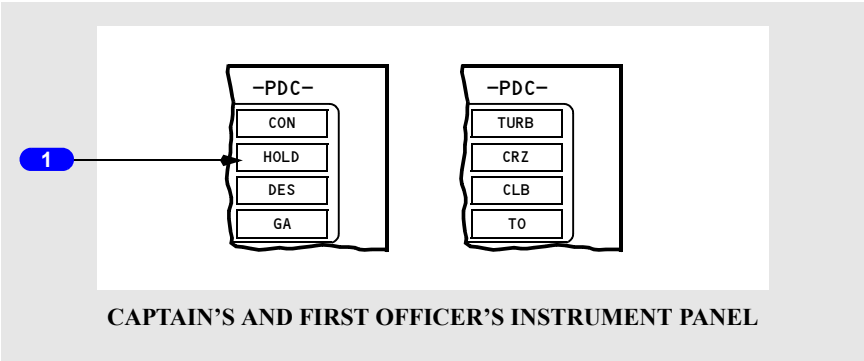 -PDC-
CON
HOLD
DES
GA
-PDC-
TURB
CRZ
CLB
TO
1
CAPTAIN'S AND FIRST OFFICER'S INSTRUMENT PANEL